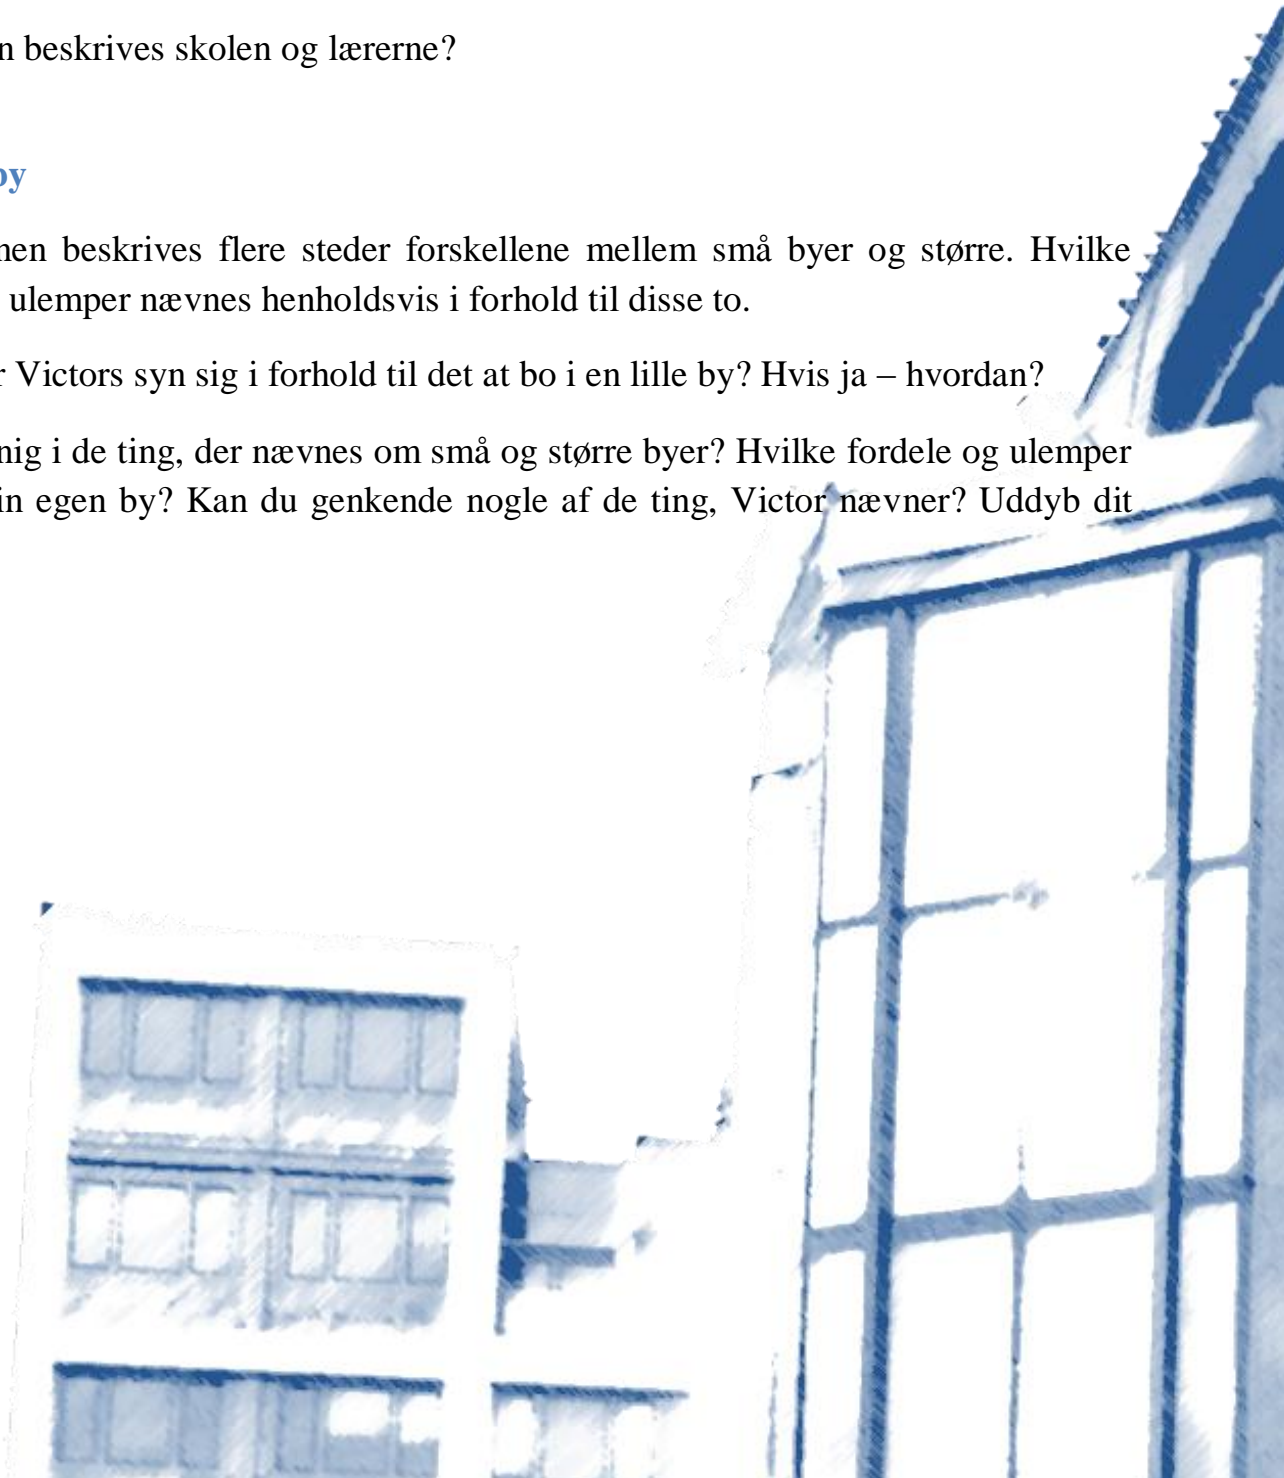 n beskrives skolen og lærerne?
by
nen beskrives flere steder forskellene mellem små byer og større. Hvilke
ulemper nævnes henholdsvis i forhold til disse to.
r Victors syn sig i forhold til det at bo i en lille by? Hvis ja – hvordan?
nig i de ting, der nævnes om små og større byer? Hvilke fordele og ulemper
in egen by? Kan du genkende nogle af de ting, Victor nævner? Uddyb dit